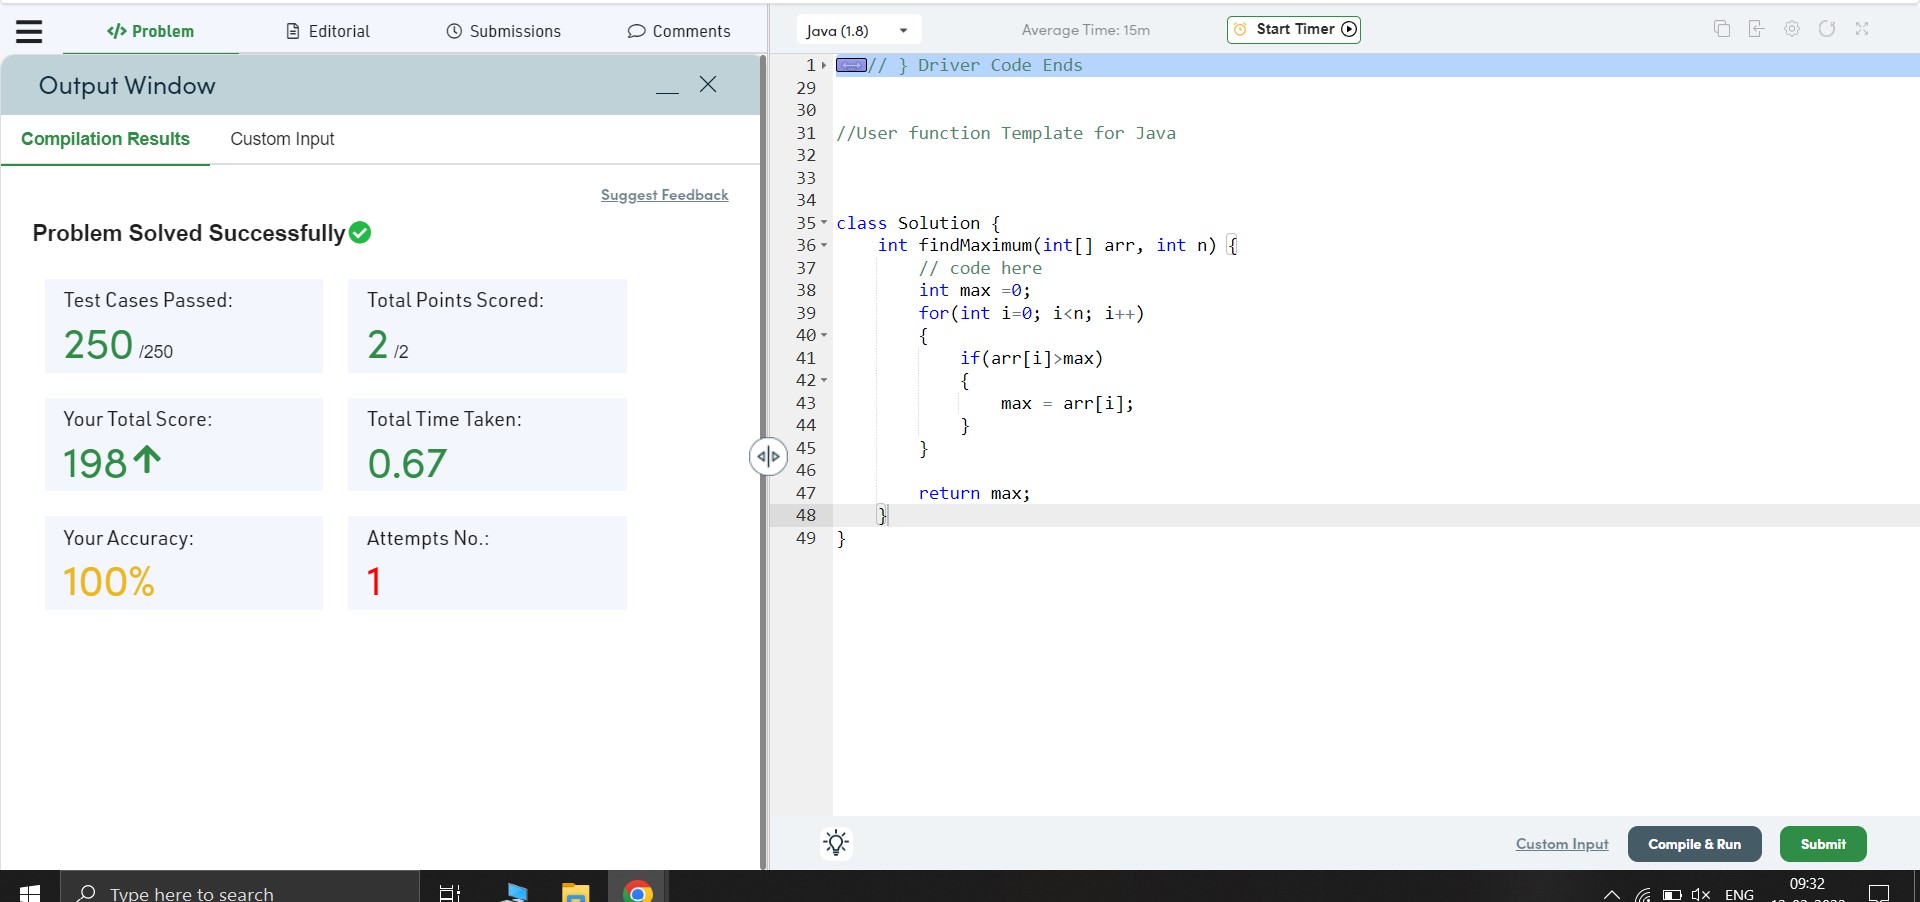 Problem
Editorial
Submissions
Comments
Output Window
Compilation Results
Custom Input
Suggest Feedback
Problem Solved Successfully
Test Cases Passed:
250 /250
Total Points Scored:
2 /2
Your Total Score:
198
Total Time Taken:
0.67
Your Accuracy:
100%
Attempts No.:
1
Java (1.8)
Average Time: 15m
Start Timer
1 // } Driver Code Ends
29
30
31 //User function Template for Java
32
33
34
35 class Solution {
36 int findMaximum(int[] arr, int n) {
37 // code here
38 int max =0;
39 for(int i=0; i<n; i++)
40 {
41 if(arr[i]>max)
42 {
43 max = arr[i];
44 }
45 }
46
47 return max;
48 }
49 }
Custom Input
Compile & Run
Submit
Type here to search
ENG
09:32